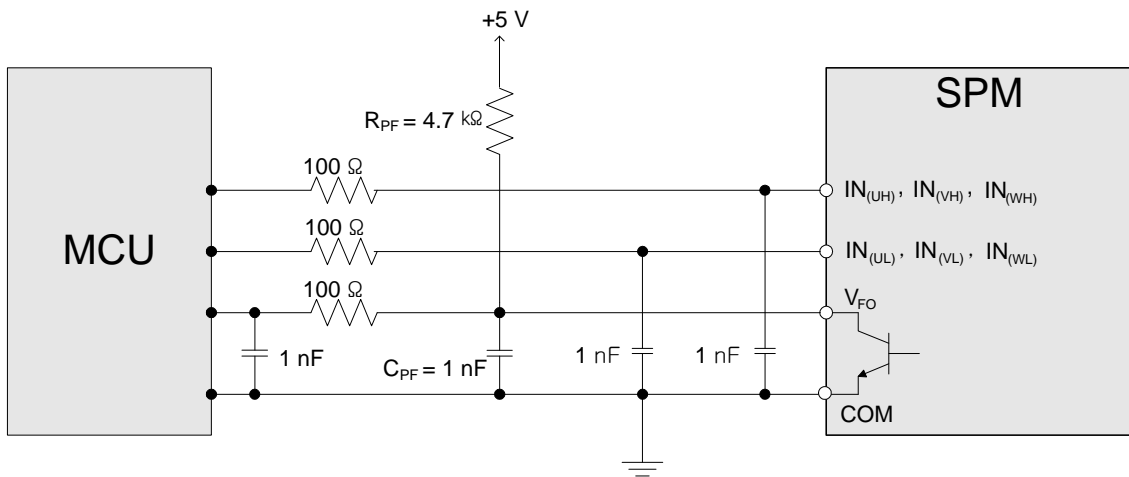 +5 V
SPM
R_PF = 4.7 kΩ
100 Ω
IN_(UH) , IN_(VH) , IN_(WH)
MCU
100 Ω
IN_(UL) , IN_(VL) , IN_(WL)
100 Ω
V_FO
1 nF
C_PF = 1 nF
1 nF
1 nF
COM